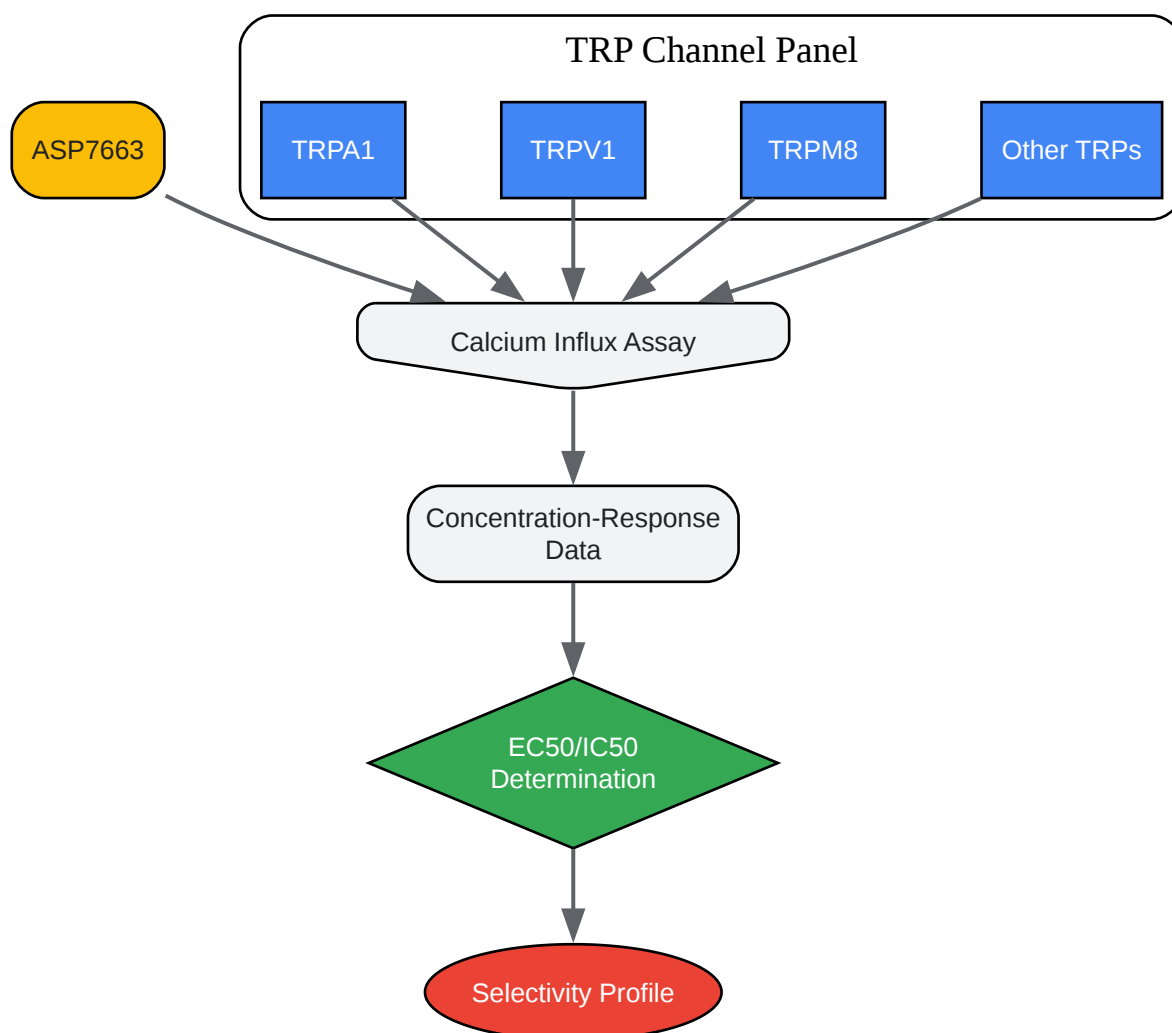 TRP Channel Panel
ASP7663
TRPA1
TRPV1
TRPM8
Other TRPs
Calcium Influx Assay
Concentration-Response
Data
EC50/IC50
Determination
Selectivity Profile